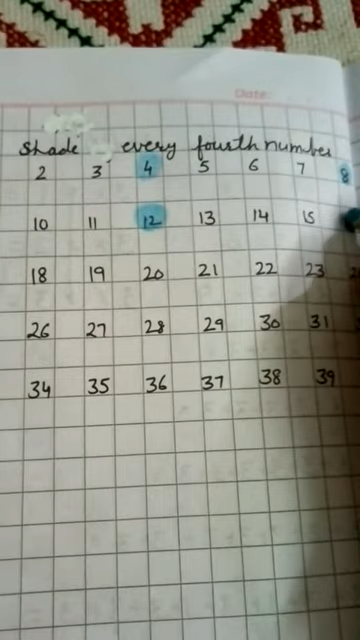 Date:
Shade every fourth number
2 3 4 5 6 7 8
10 11 12 13 14 15
18 19 20 21 22 23
26 27 28 29 30 31
34 35 36 37 38 39